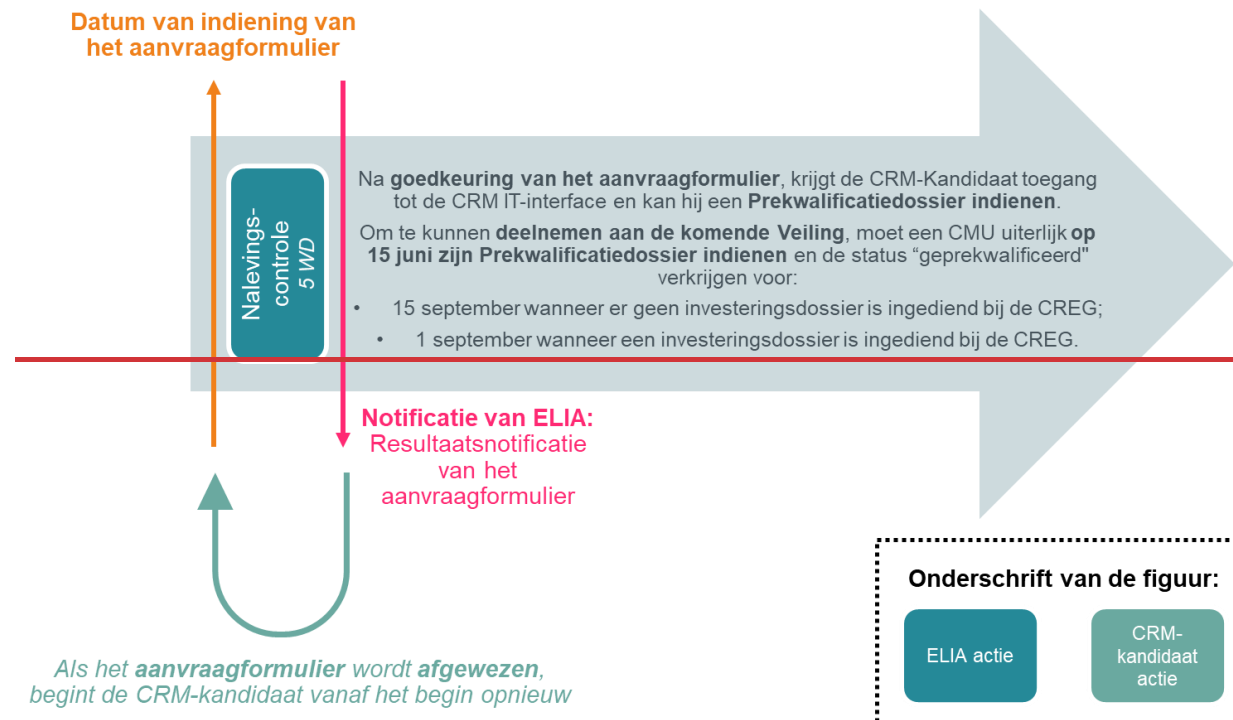 Datum van indiening van
het aanvraagformulier
Nalevings-
controle
5 WD
Na goedkeuring van het aanvraagformulier, krijgt de CRM-Kandidaat toegang
tot de CRM IT-interface en kan hij een Prekwalificatiedossier indienen.
Om te kunnen deelnemen aan de komende Veiling, moet een CMU uiterlijk op
15 juni zijn Prekwalificatiedossier indienen en de status “geprekwalificeerd"
verkrijgen voor:
• 15 september wanneer er geen investeringsdossier is ingediend bij de CREG;
• 1 september wanneer een investeringsdossier is ingediend bij de CREG.
Notificatie van ELIA:
Resultaatsnotificatie
van het
aanvraagformulier
Als het aanvraagformulier wordt afgewezen,
begint de CRM-kandidaat vanaf het begin opnieuw
Onderschrift van de figuur:
ELIA actie
CRM-
kandidaat
actie